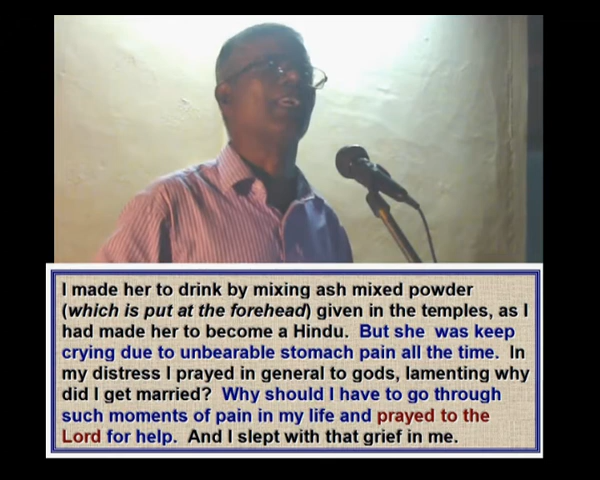 I made her to drink by mixing ash mixed powder
(which is put at the forehead) given in the temples, as I
had made her to become a Hindu.  But she  was keep
crying due to unbearable stomach pain all the time.  In
my distress I prayed in general to gods, lamenting why
did I get married?  Why should I have to go through
such moments of pain in my life and prayed to the
Lord for help.  And I slept with that grief in me.